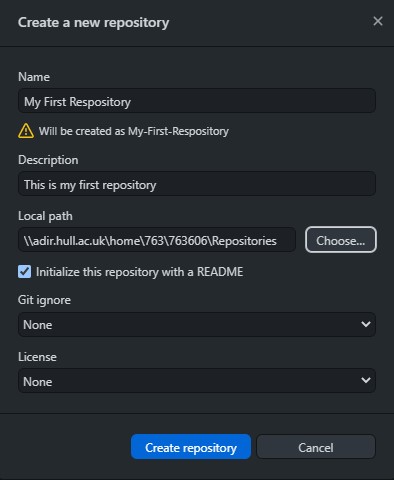 Create a new repository
Name
My First Respository
Will be created as My-First-Respository
Description
This is my first repository
Local path
\\adir.hull.ac.uk\home\763\763606\Repositories
Choose...
Initialize this repository with a README
Git ignore
None
License
None
Create repository
Cancel